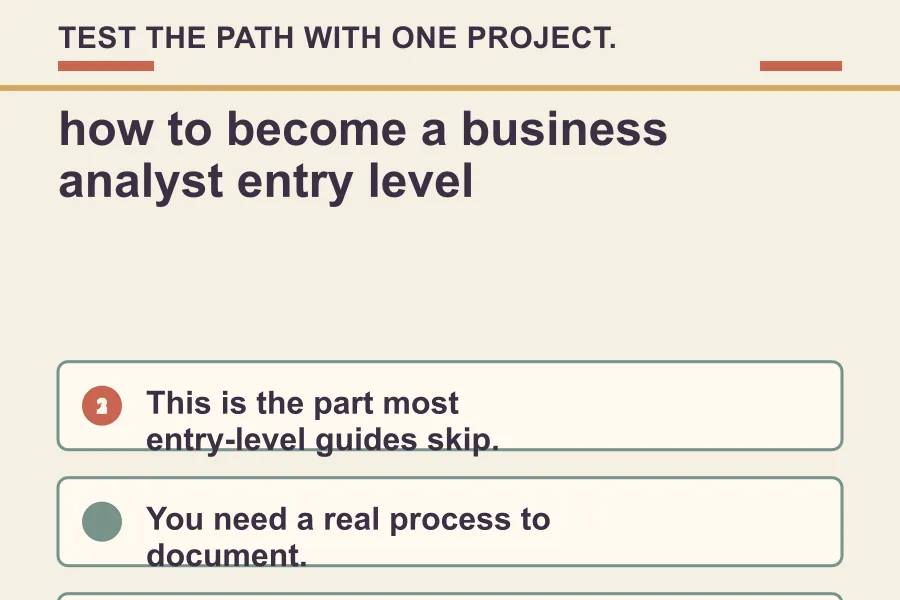 TEST THE PATH WITH ONE PROJECT.
how to become a business
analyst entry level
This is the part most
entry-level guides skip.
You need a real process to
document.